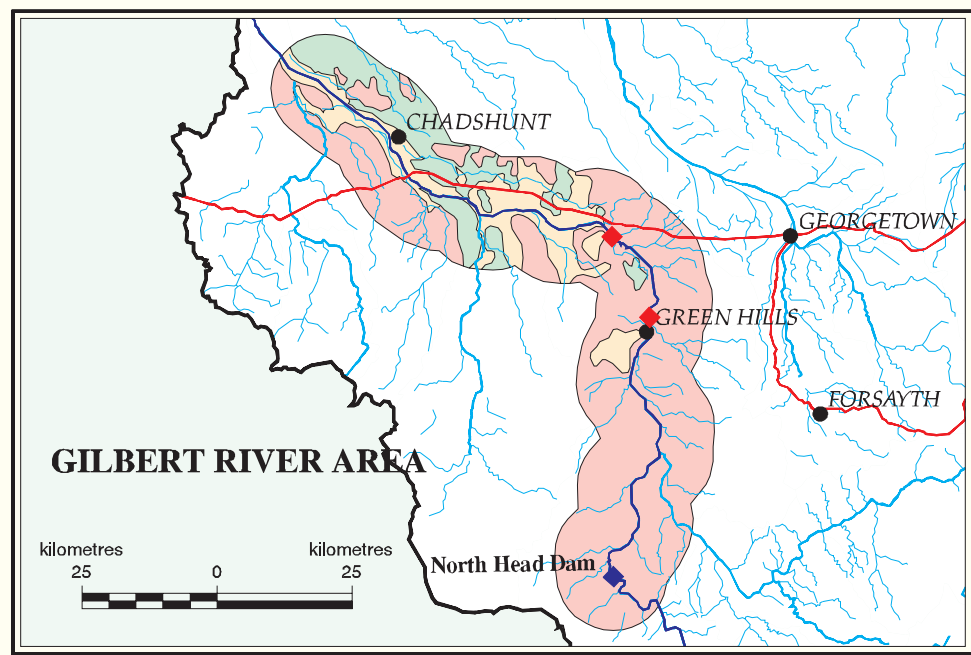 CHADSHUNT
GEORGETOWN
GREEN HILLS
FORSAYTH
GILBERT RIVER AREA
kilometres kilometres
25 0 25
North Head Dam